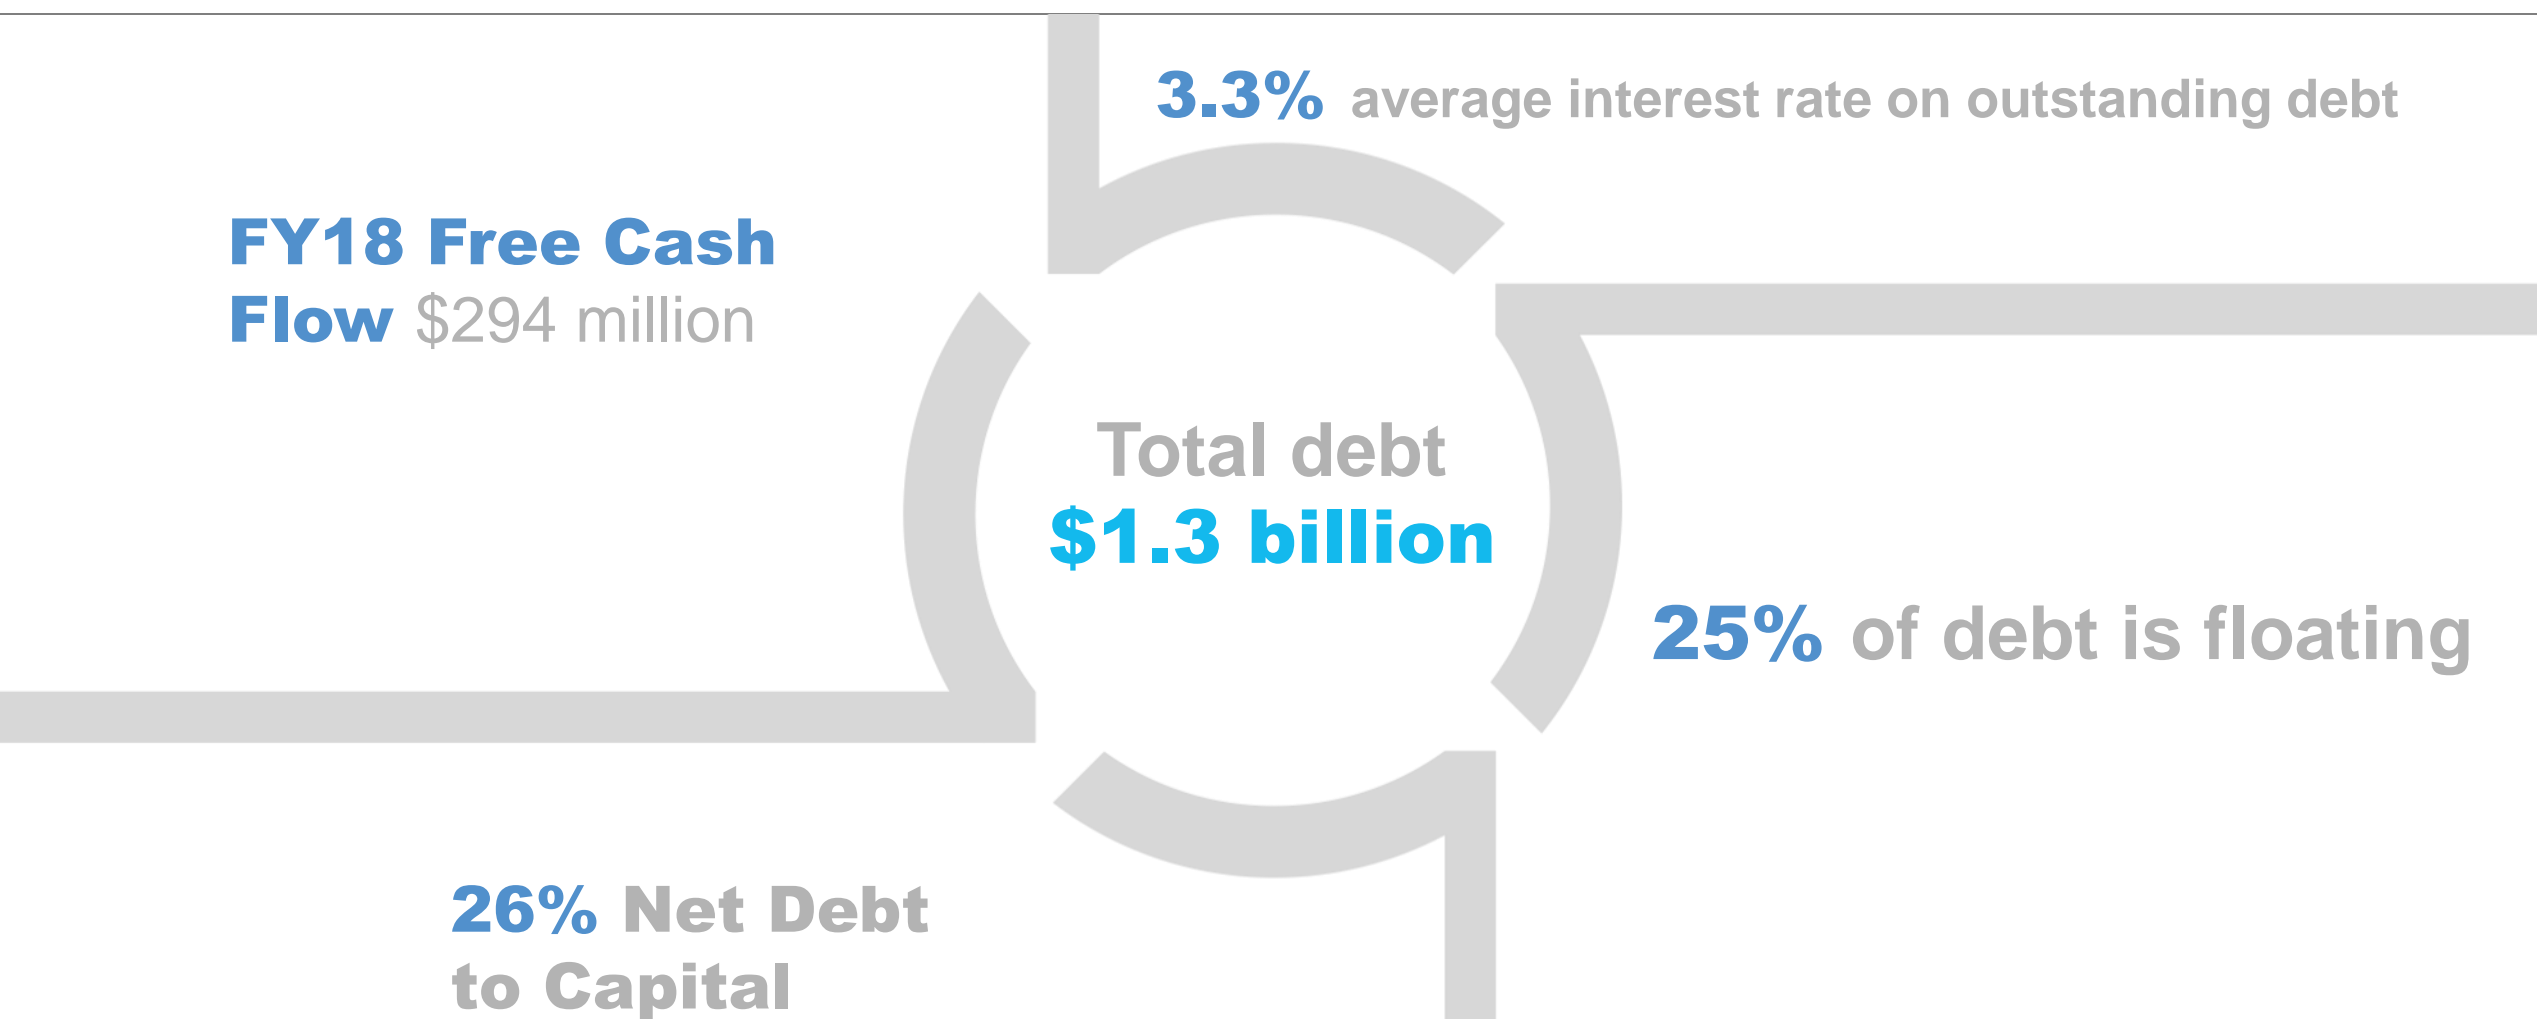 3.3% average interest rate on outstanding debt
FY18 Free Cash
Flow $294 million
Total debt
$1.3 billion
25% of debt is floating
26% Net Debt
to Capital